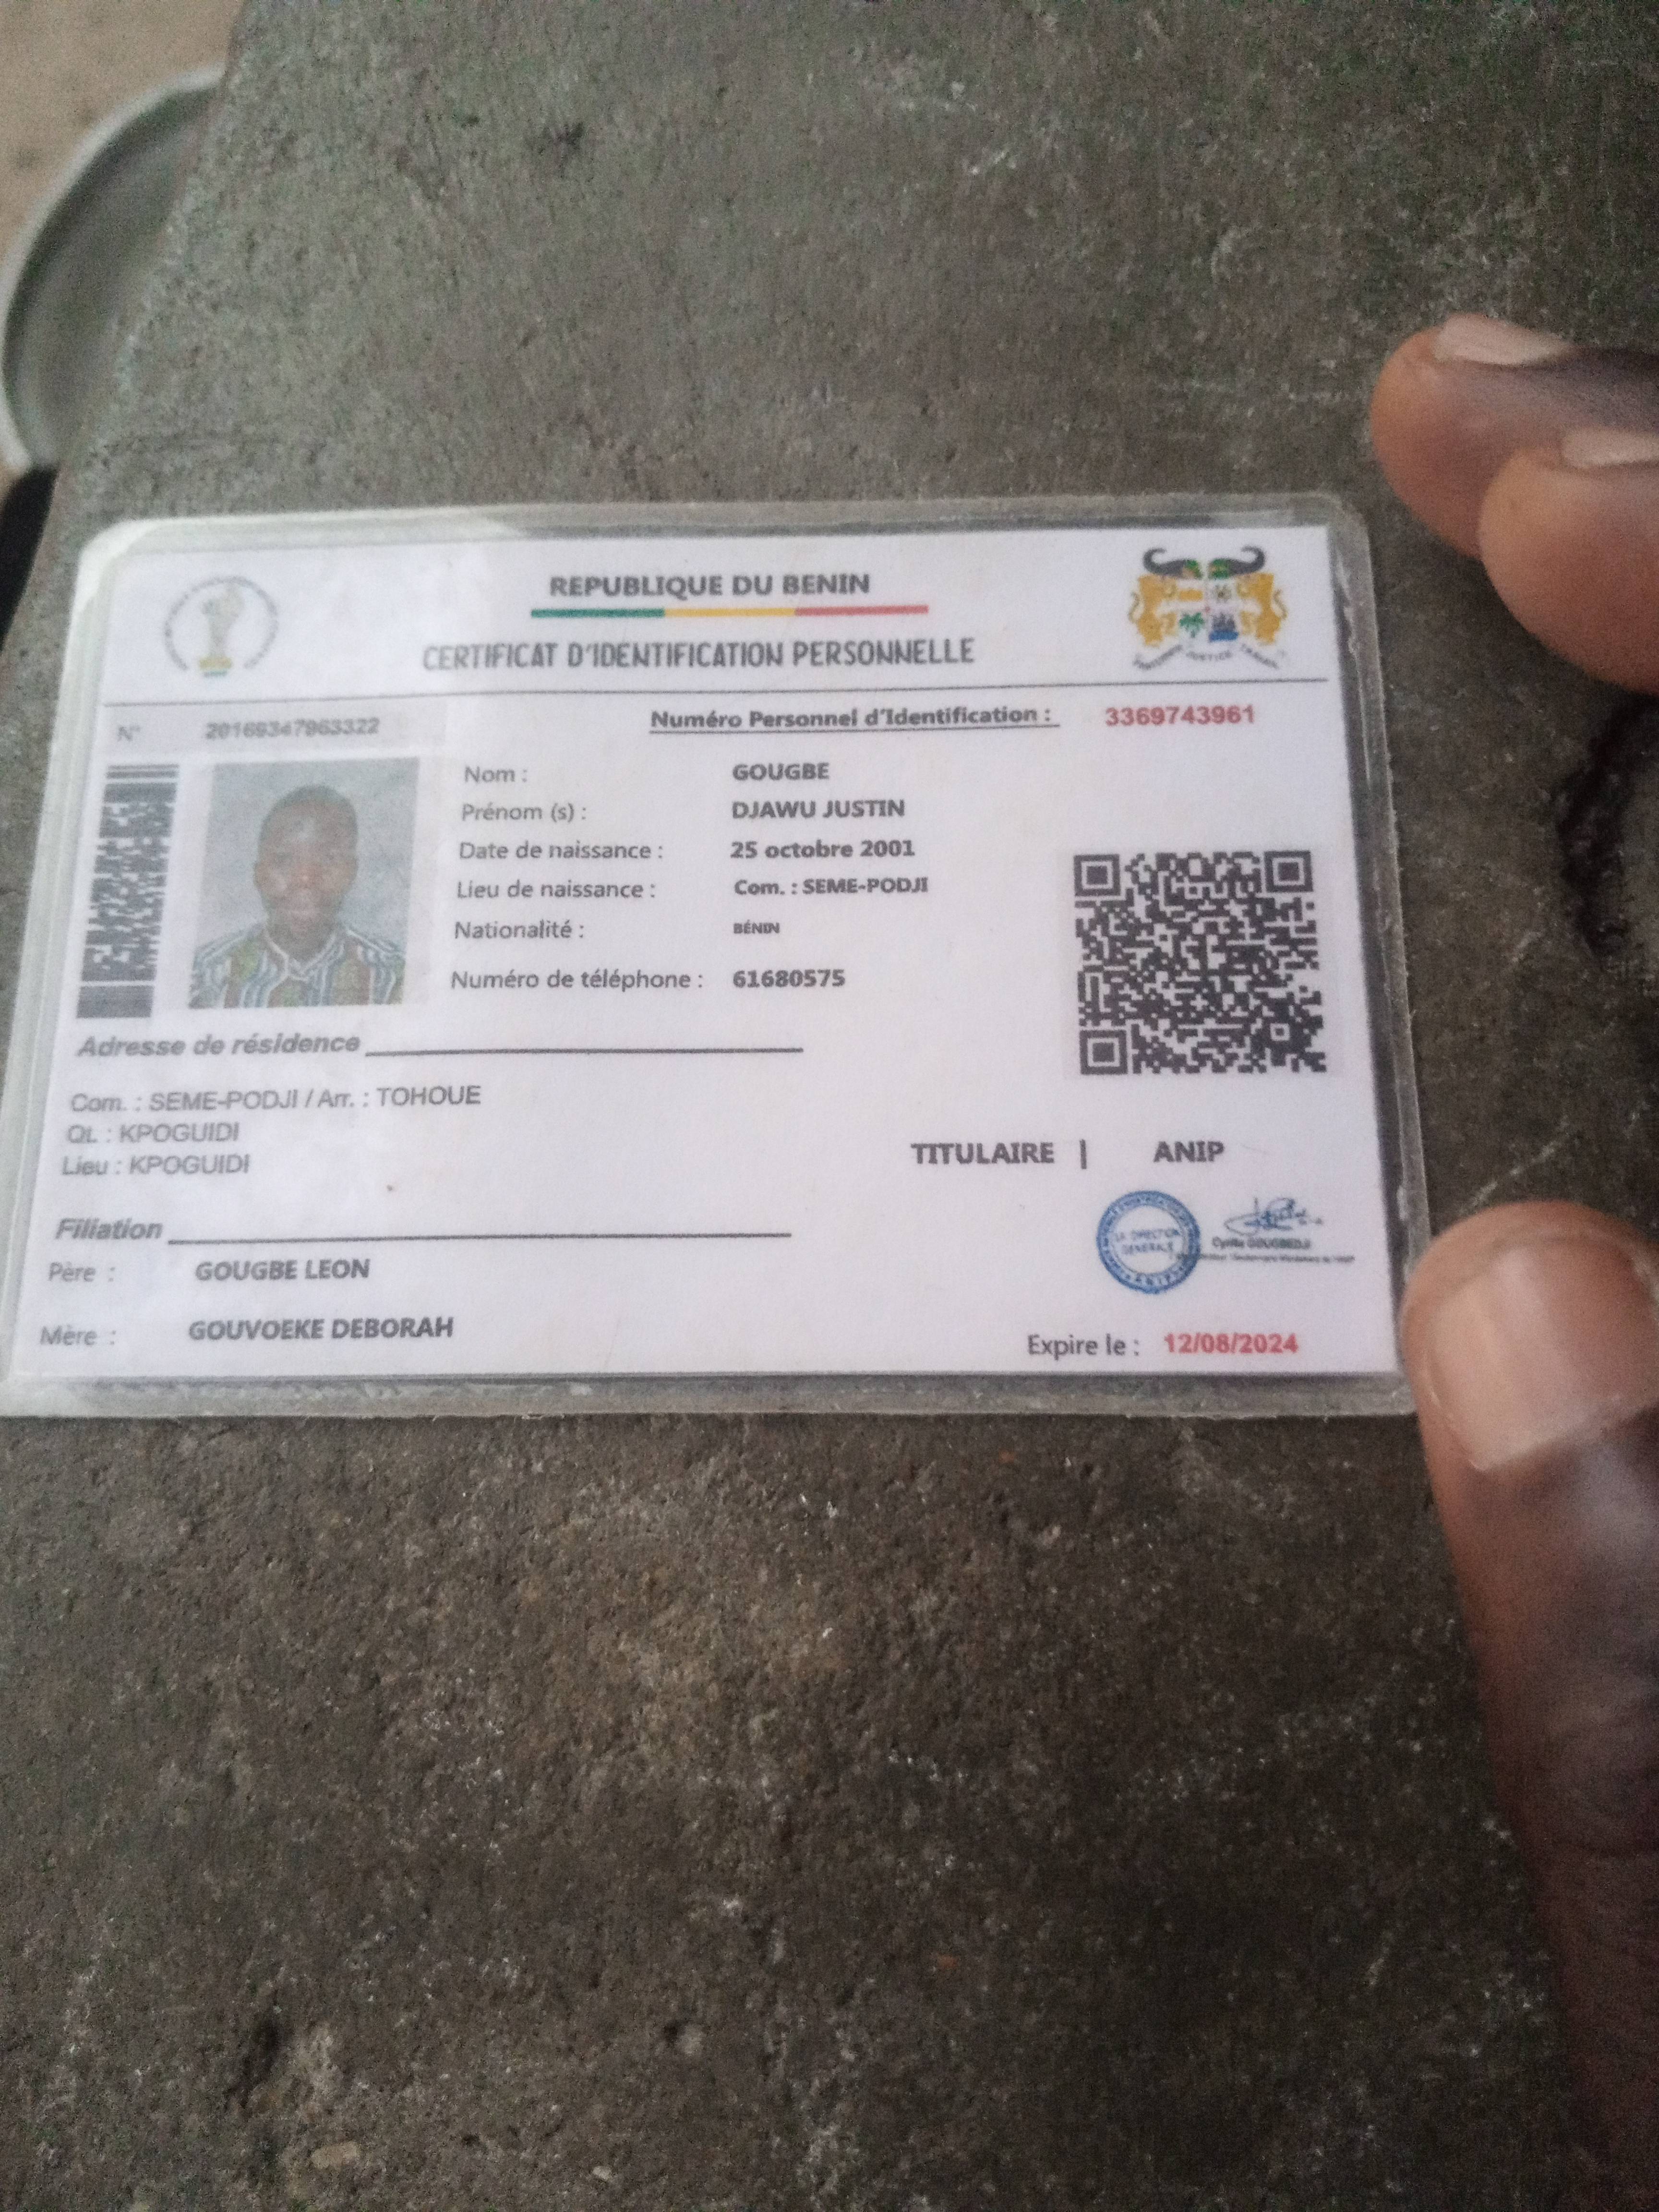 REPUBLIQUE DU BENIN
CERTIFICAT D'IDENTIFICATION PERSONNELLE
N° 20169347963322
Numéro Personnel d'Identification : 3369743961
Nom : GOUGBE
Prénom (s) : DJAWU JUSTIN
Date de naissance : 25 octobre 2001
Lieu de naissance : Com. : SEME-PODJI
Nationalité : BÉNIN
Numéro de téléphone : 61680575
Adresse de résidence
Com. : SEME-PODJI / Arr. : TOHOUE
Qt. : KPOGUIDI
Lieu : KPOGUIDI
TITULAIRE | ANIP
LA DIRECTION
GENERALE
ANIP
Cyrille GOUGBEDJI
Filiation
Père : GOUGBE LEON
Mère : GOUVOEKE DEBORAH
Expire le : 12/08/2024